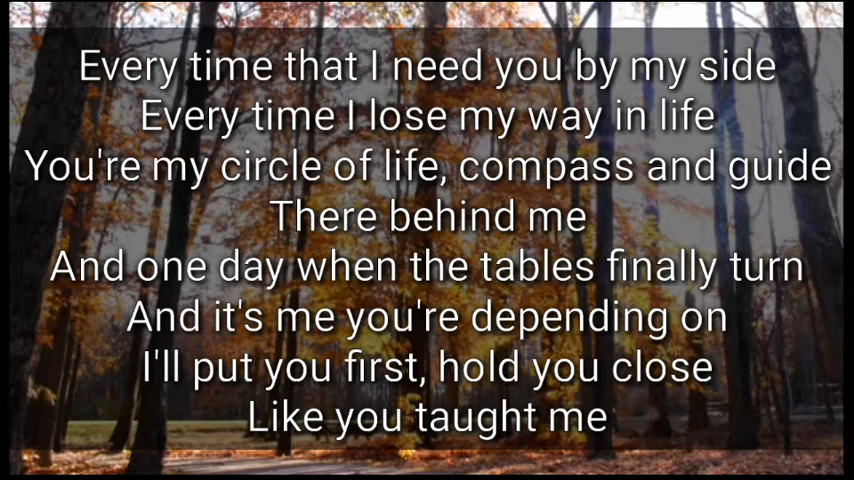 Every time that I need you by my side
Every time I lose my way in life
You're my circle of life, compass and guide
There behind me
And one day when the tables finally turn
And it's me you're depending on
I'll put you first, hold you close
Like you taught me